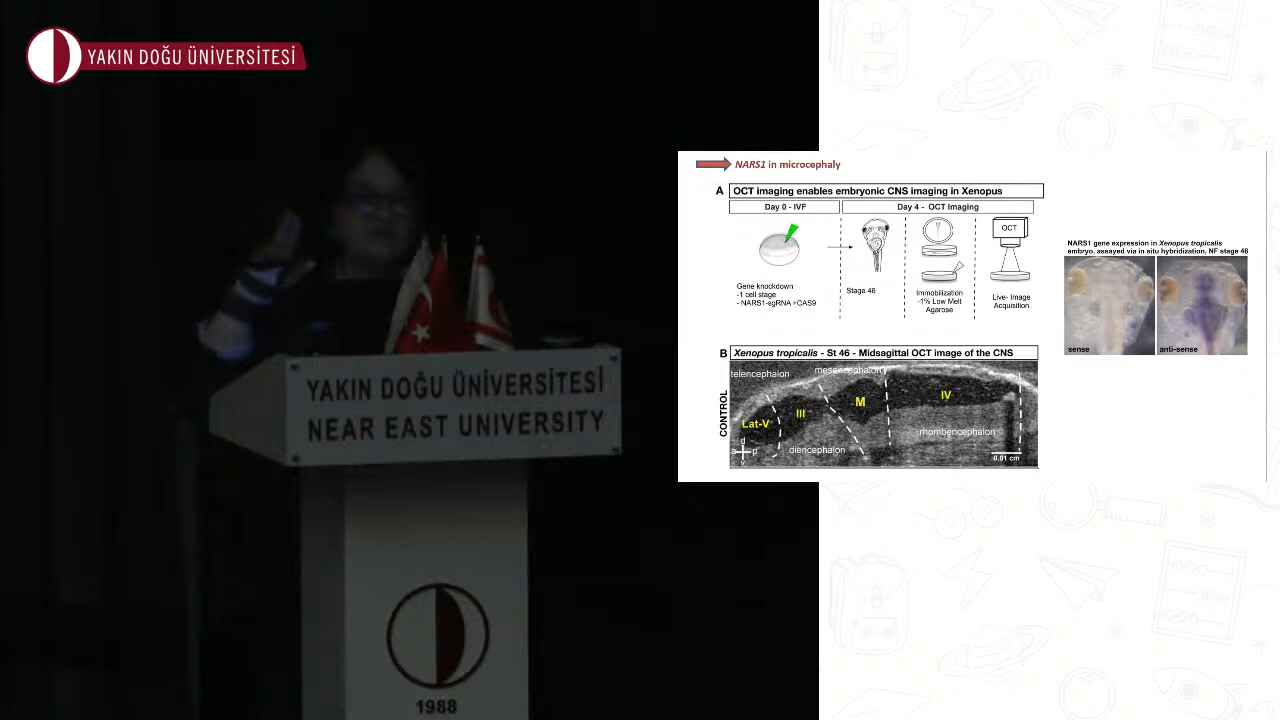 YAKIN DOĞU ÜNİVERSİTESİ
YAKIN DOĞU ÜNİVERSİTESİ
NEAR EAST UNIVERSITY
1988
NARS1 in microcephaly
A OCT imaging enables embryonic CNS imaging in Xenopus
Day 0 - IVF
Day 4 - OCT Imaging
OCT
Gene knockdown
-1 cell stage
- NARS1-sgRNA +CAS9
Stage 46
Immobilization
-1% Low Melt
Agarose
Live- Image
Acquisition
B Xenopus tropicalis - St 46 - Midsagittal OCT image of the CNS
CONTROL
telencephalon
mesencephalon
Lat-V
III
M
IV
diencephalon
rhombencephalon
d
a p
v
0.01 cm
NARS1 gene expression in Xenopus tropicalis
embryo, assayed via in situ hybridization, NF stage 46
sense
anti-sense